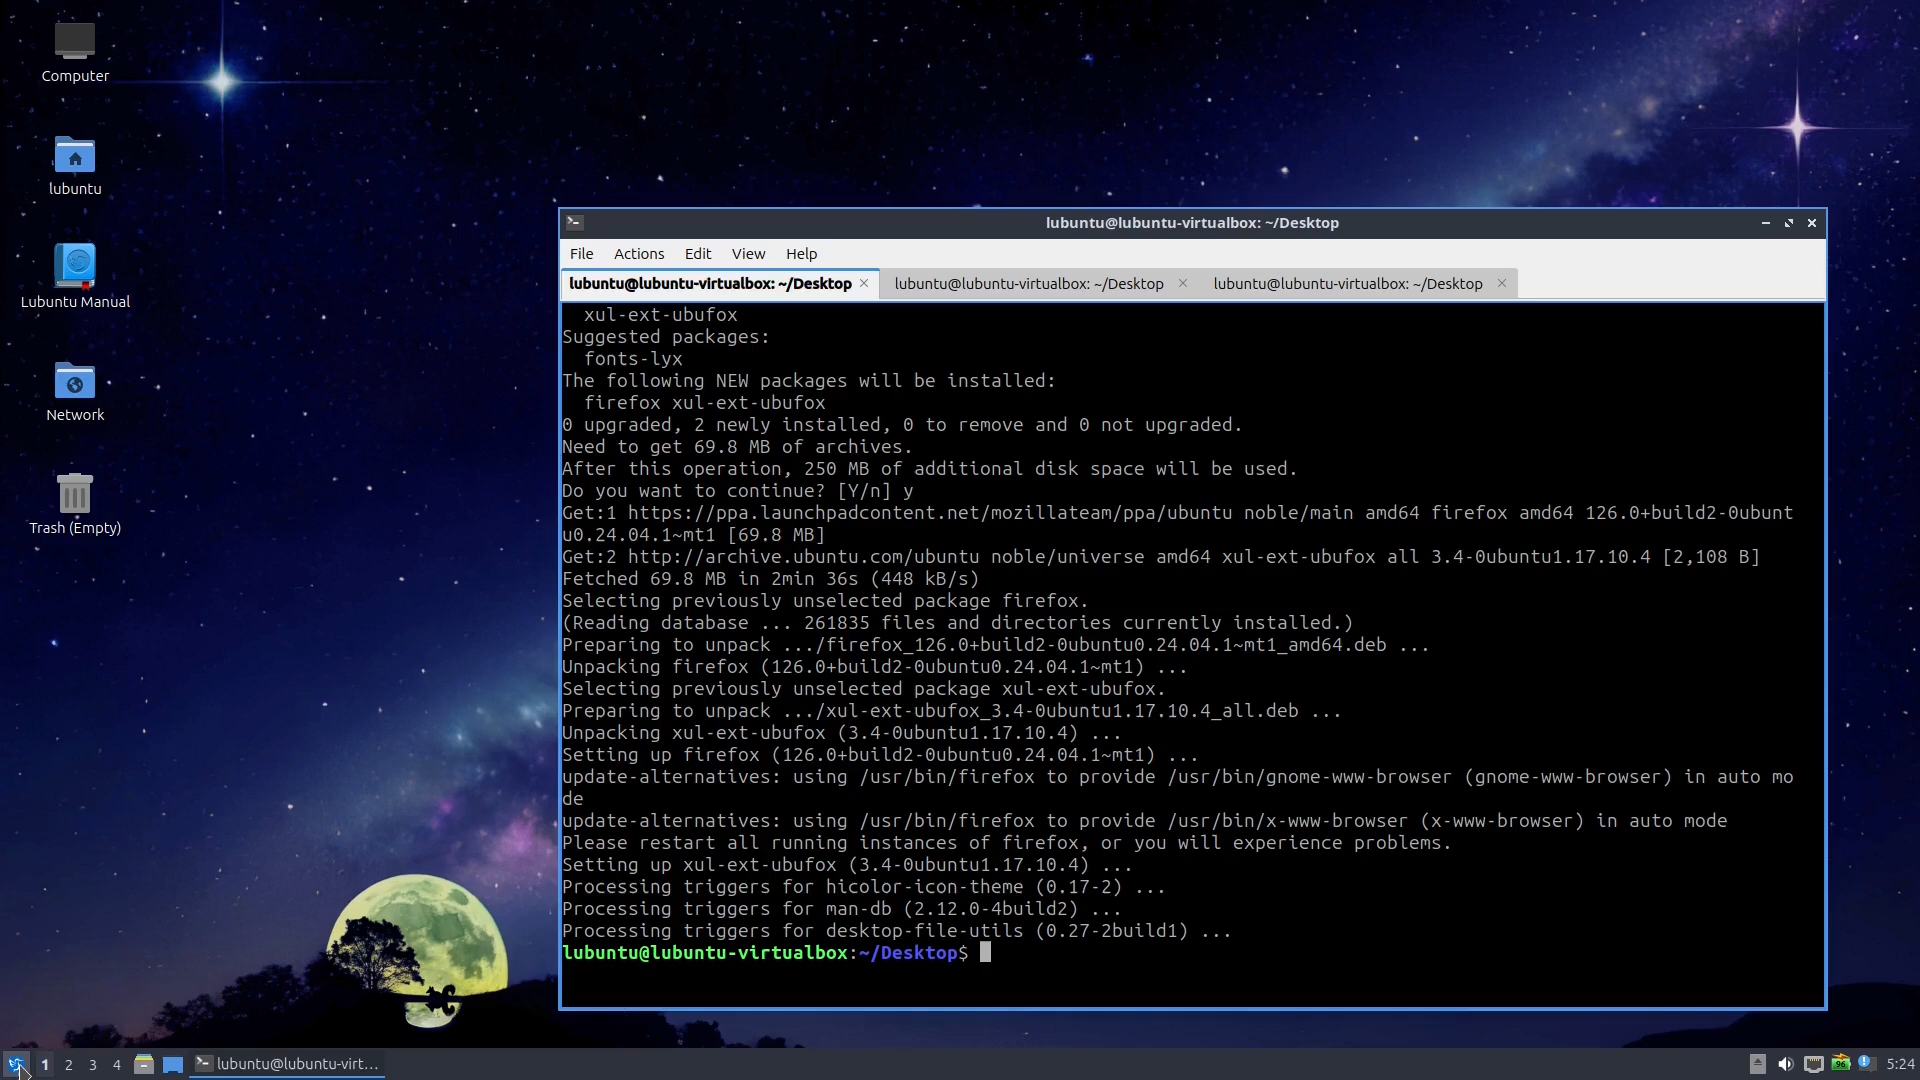 Computer
lubuntu
Lubuntu Manual
Network
Trash (Empty)
lubuntu@lubuntu-virtualbox: ~/Desktop
File Actions Edit View Help
lubuntu@lubuntu-virtualbox: ~/Desktop lubuntu@lubuntu-virtualbox: ~/Desktop lubuntu@lubuntu-virtualbox: ~/Desktop
xul-ext-ubufox
Suggested packages:
fonts-lyx
The following NEW packages will be installed:
firefox xul-ext-ubufox
0 upgraded, 2 newly installed, 0 to remove and 0 not upgraded.
Need to get 69.8 MB of archives.
After this operation, 250 MB of additional disk space will be used.
Do you want to continue? [Y/n] y
Get:1 https://ppa.launchpadcontent.net/mozillateam/ppa/ubuntu noble/main amd64 firefox amd64 126.0+build2-0ubunt
u0.24.04.1~mt1 [69.8 MB]
Get:2 http://archive.ubuntu.com/ubuntu noble/universe amd64 xul-ext-ubufox all 3.4-0ubuntu1.17.10.4 [2,108 B]
Fetched 69.8 MB in 2min 36s (448 kB/s)
Selecting previously unselected package firefox.
(Reading database ... 261835 files and directories currently installed.)
Preparing to unpack .../firefox_126.0+build2-0ubuntu0.24.04.1~mt1_amd64.deb ...
Unpacking firefox (126.0+build2-0ubuntu0.24.04.1~mt1) ...
Selecting previously unselected package xul-ext-ubufox.
Preparing to unpack .../xul-ext-ubufox_3.4-0ubuntu1.17.10.4_all.deb ...
Unpacking xul-ext-ubufox (3.4-0ubuntu1.17.10.4) ...
Setting up firefox (126.0+build2-0ubuntu0.24.04.1~mt1) ...
update-alternatives: using /usr/bin/firefox to provide /usr/bin/gnome-www-browser (gnome-www-browser) in auto mo
de
update-alternatives: using /usr/bin/firefox to provide /usr/bin/x-www-browser (x-www-browser) in auto mode
Please restart all running instances of firefox, or you will experience problems.
Setting up xul-ext-ubufox (3.4-0ubuntu1.17.10.4) ...
Processing triggers for hicolor-icon-theme (0.17-2) ...
Processing triggers for man-db (2.12.0-4build2) ...
Processing triggers for desktop-file-utils (0.27-2build1) ...
lubuntu@lubuntu-virtualbox:~/Desktop$
1 2 3 4 lubuntu@lubuntu-virt... 96 5:24